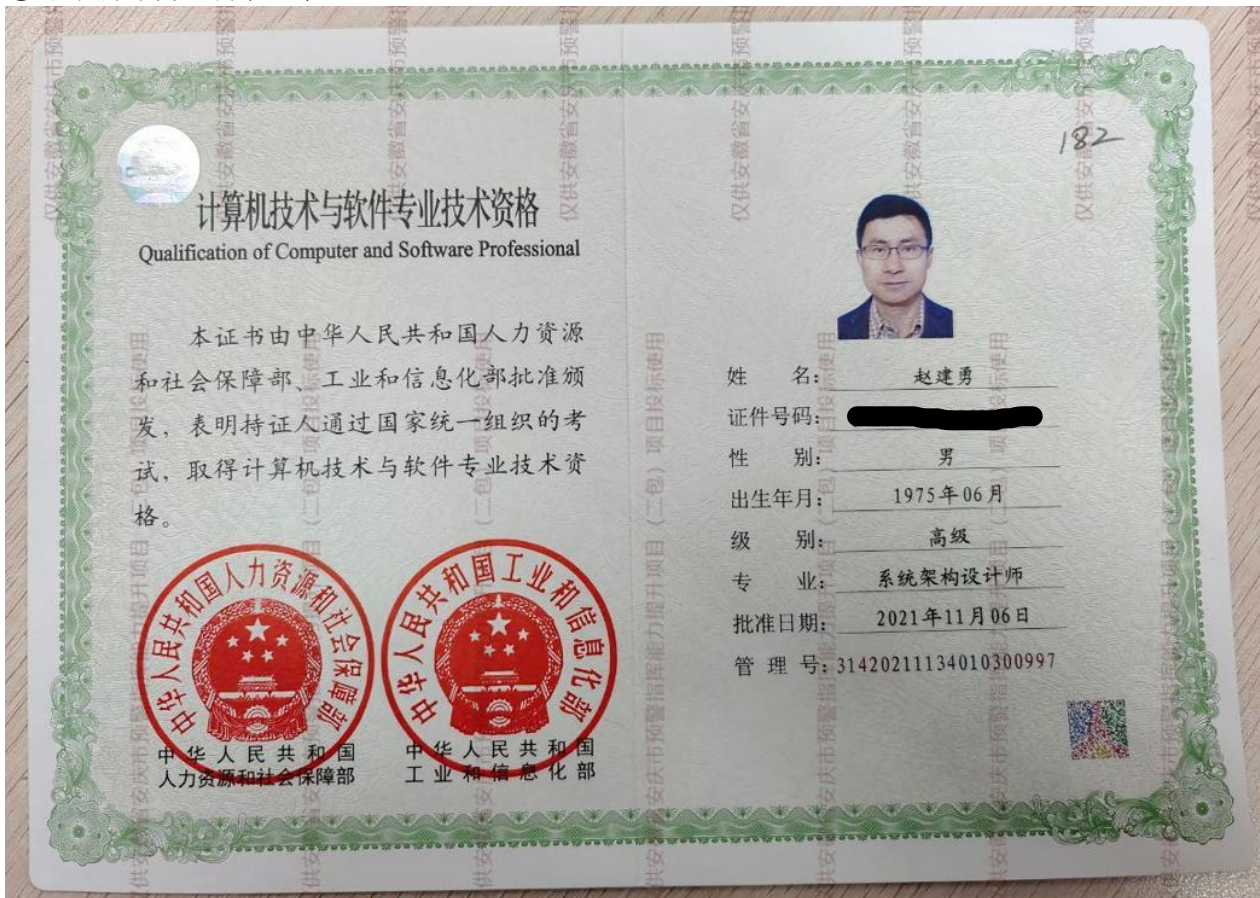 182
计算机技术与软件专业技术资格
Qualification of Computer and Software Professional
本证书由中华人民共和国人力资源
和社会保障部、工业和信息化部批准颁
发，表明持证人通过国家统一组织的考
试，取得计算机技术与软件专业技术资
格。
中华人民共和国人力资源和社会保障部
中华人民共和国工业和信息化部
中华人民共和国
人力资源和社会保障部
中华人民共和国
工业和信息化部
姓 名：赵建勇
证件号码：
性 别：男
出生年月：1975年06月
级 别：高级
专 业：系统架构设计师
批准日期：2021年11月06日
管 理 号：31420211134010300997
仅供安徽省安庆市预警指挥能力提升项目（二包）项目投标使用